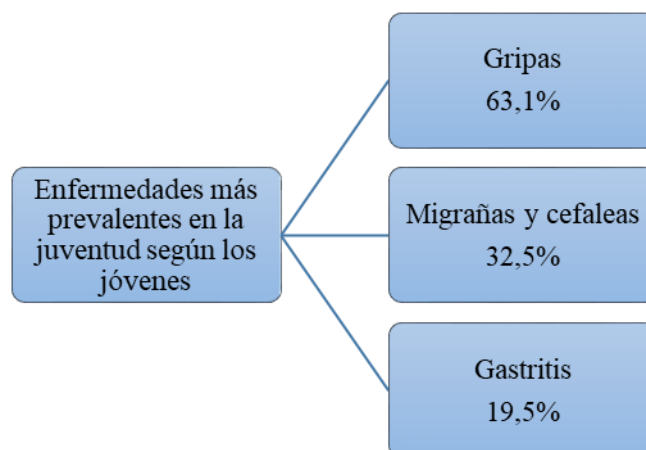 Enfermedades más
prevalentes en la
juventud según los
jóvenes
Gripas
63,1%
Migrañas y cefaleas
32,5%
Gastritis
19,5%